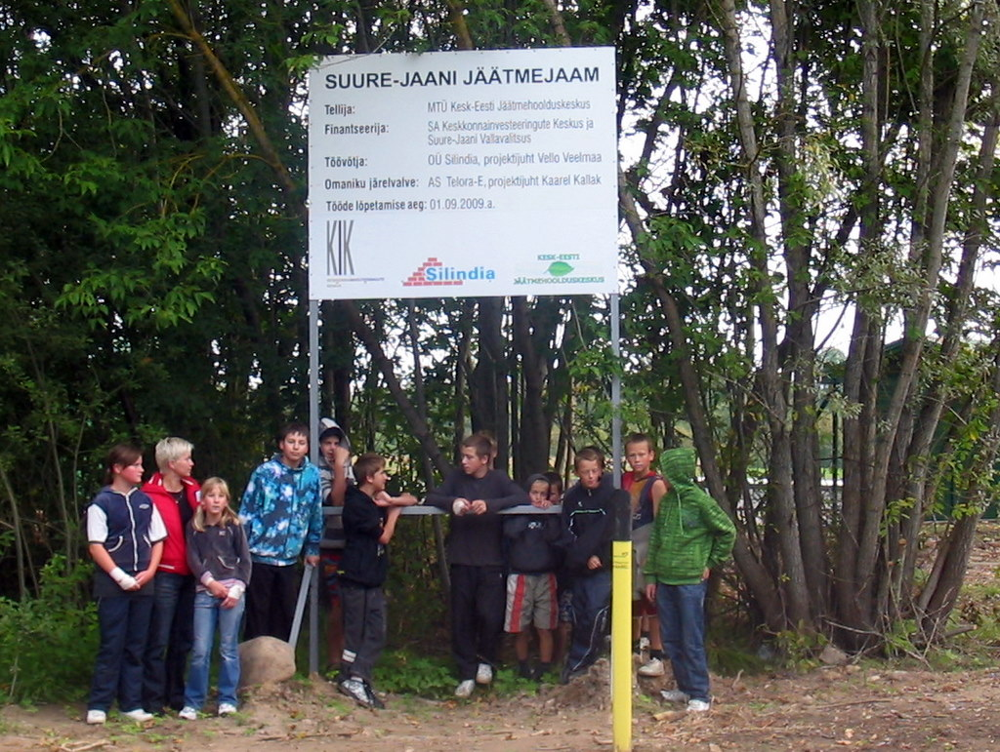 SUURE-JAANI JÄÄTMEJAAM
Tellija: MTÜ Kesk-Eesti Jäätmehoolduskeskus
Finantseerija: SA Keskkonnainvesteeringute Keskus ja
Suure-Jaani Vallavalitsus
Töövõtja: OÜ Silindia, projektijuht Vello Veelmaa
Omaniku järelvalve: AS Telora-E, projektijuht Kaarel Kallak
Tööde lõpetamise aeg: 01.09.2009.a.
KIK
Silindia
KESK-EESTI
JÄÄTMEHOOLDUSKESKUS